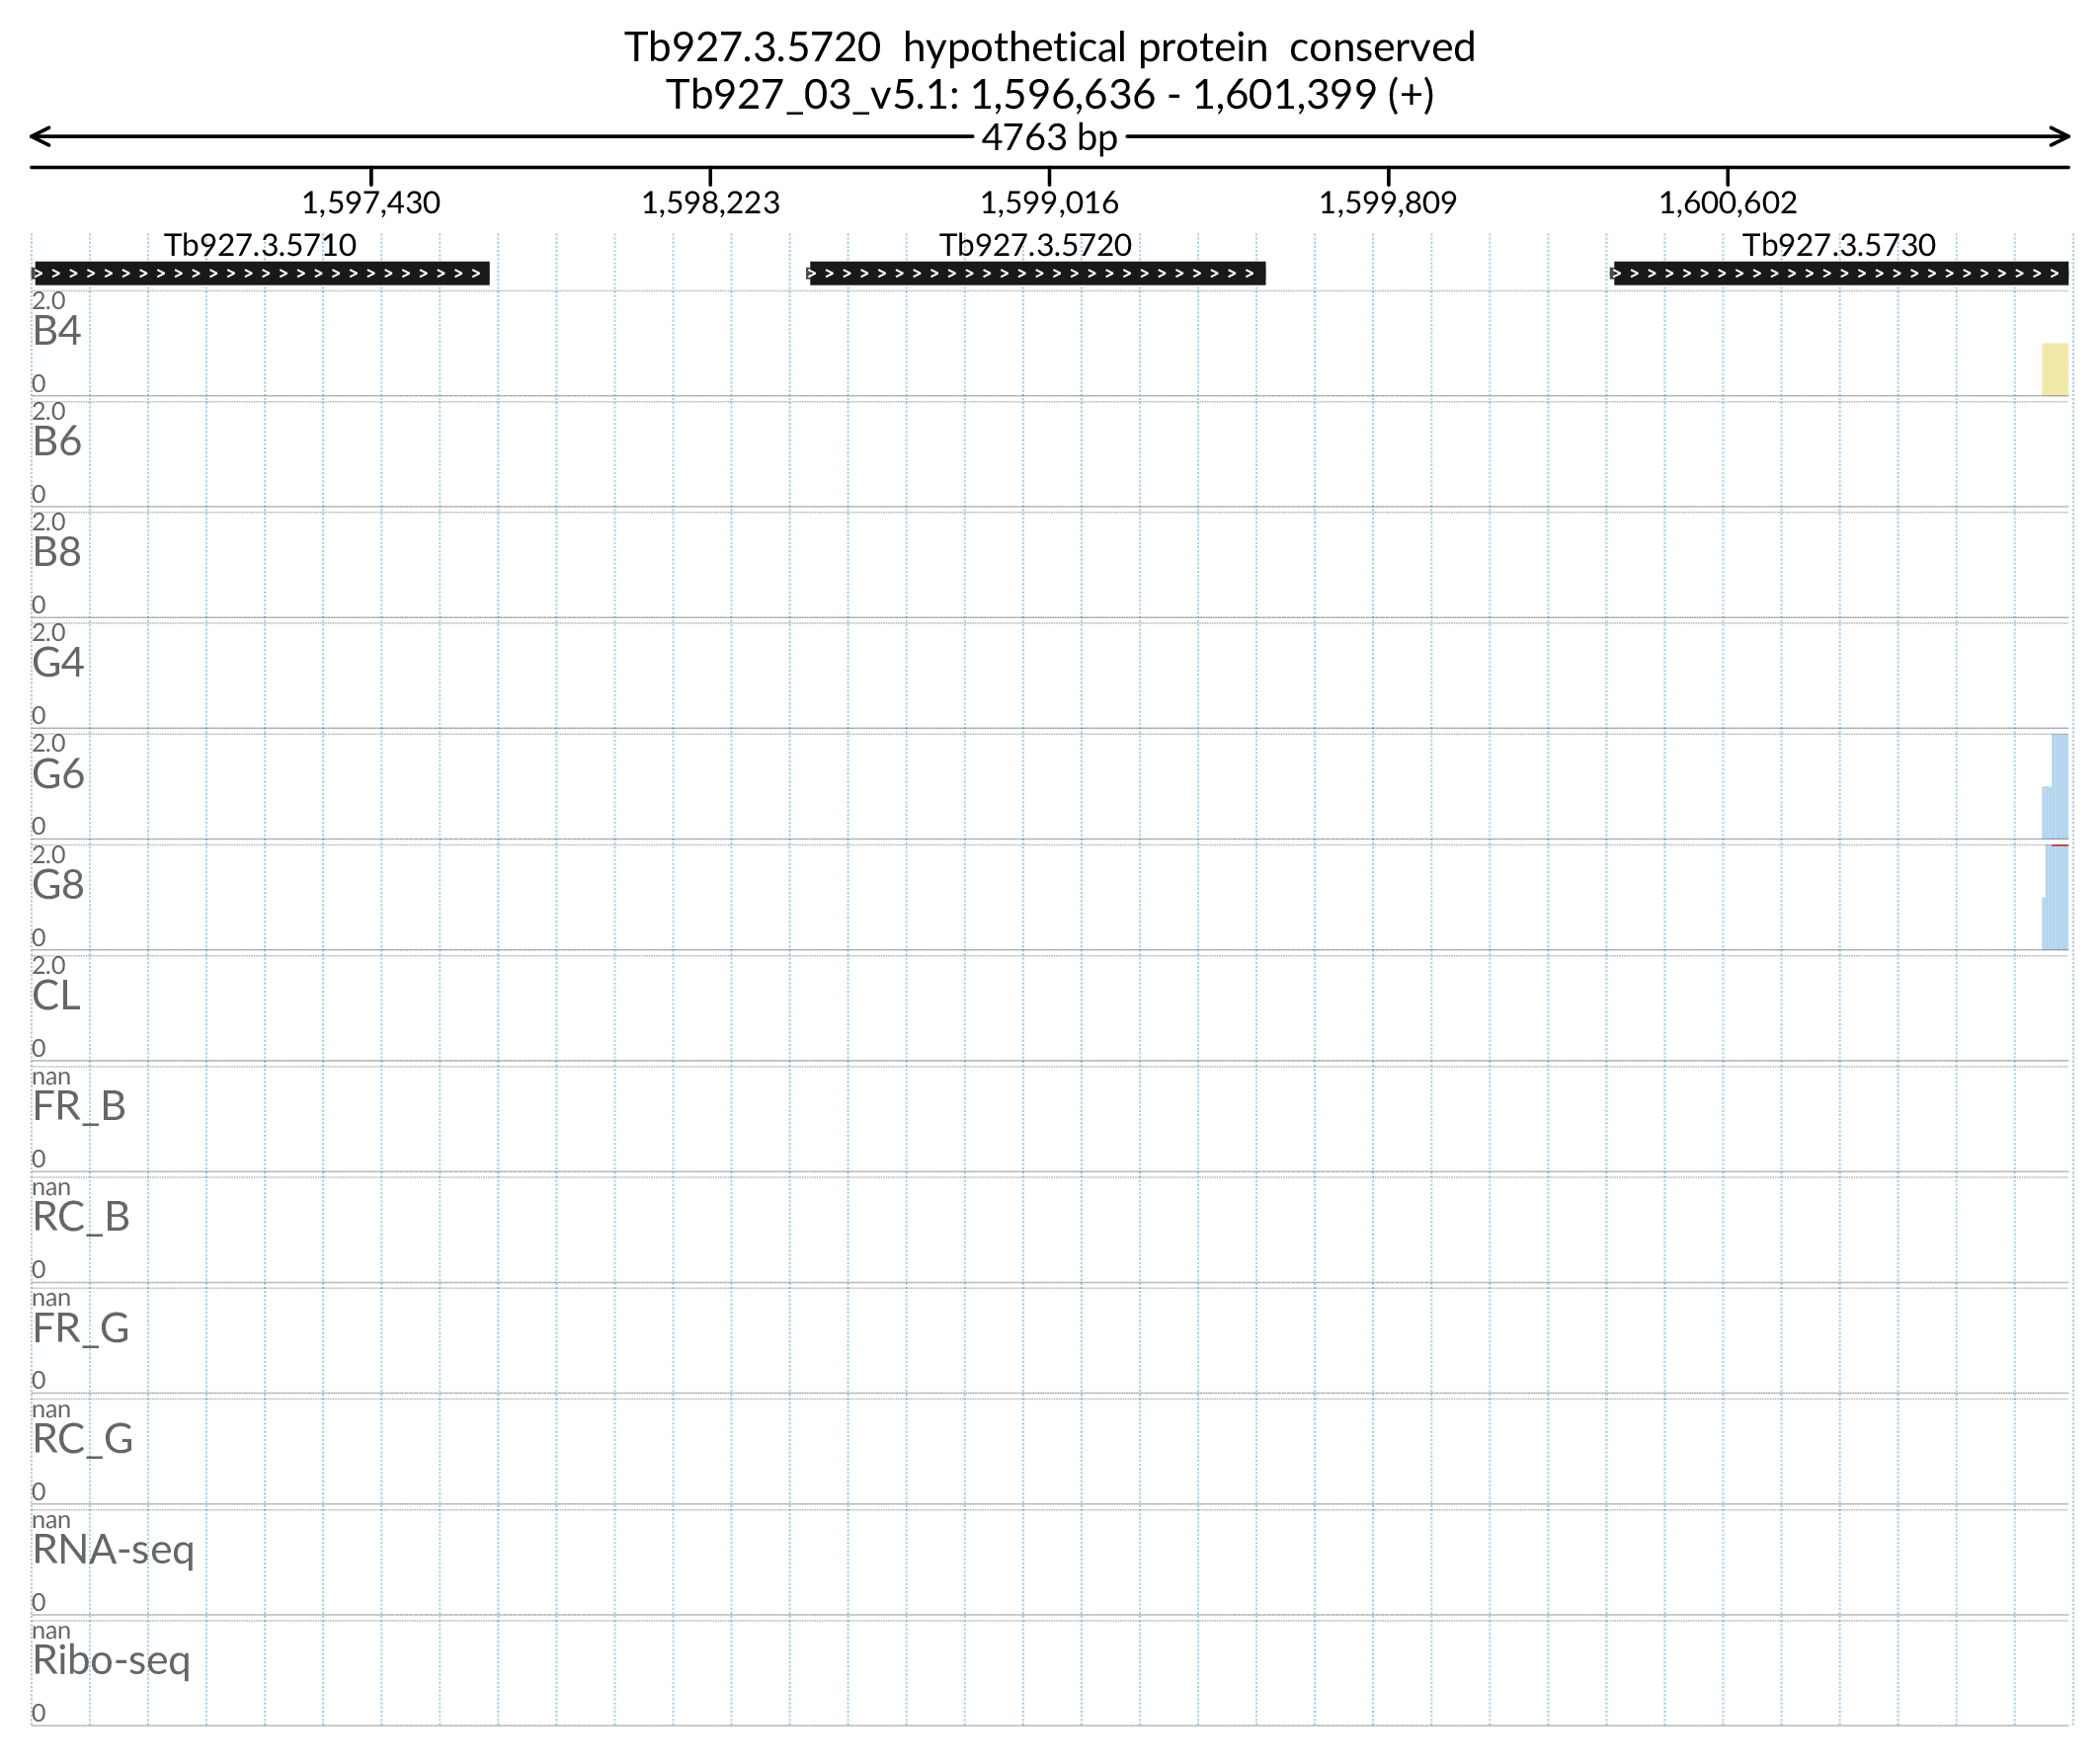 Tb927.3.5720 hypothetical protein conserved
Tb927_03_v5.1: 1,596,636 - 1,601,399 (+)
4763 bp
1,597,430 1,598,223 1,599,016 1,599,809 1,600,602
Tb927.3.5710 Tb927.3.5720 Tb927.3.5730
2.0
B4
0
2.0
B6
0
2.0
B8
0
2.0
G4
0
2.0
G6
0
2.0
G8
0
2.0
CL
0
nan
FR_B
0
nan
RC_B
0
nan
FR_G
0
nan
RC_G
0
nan
RNA-seq
0
nan
Ribo-seq
0